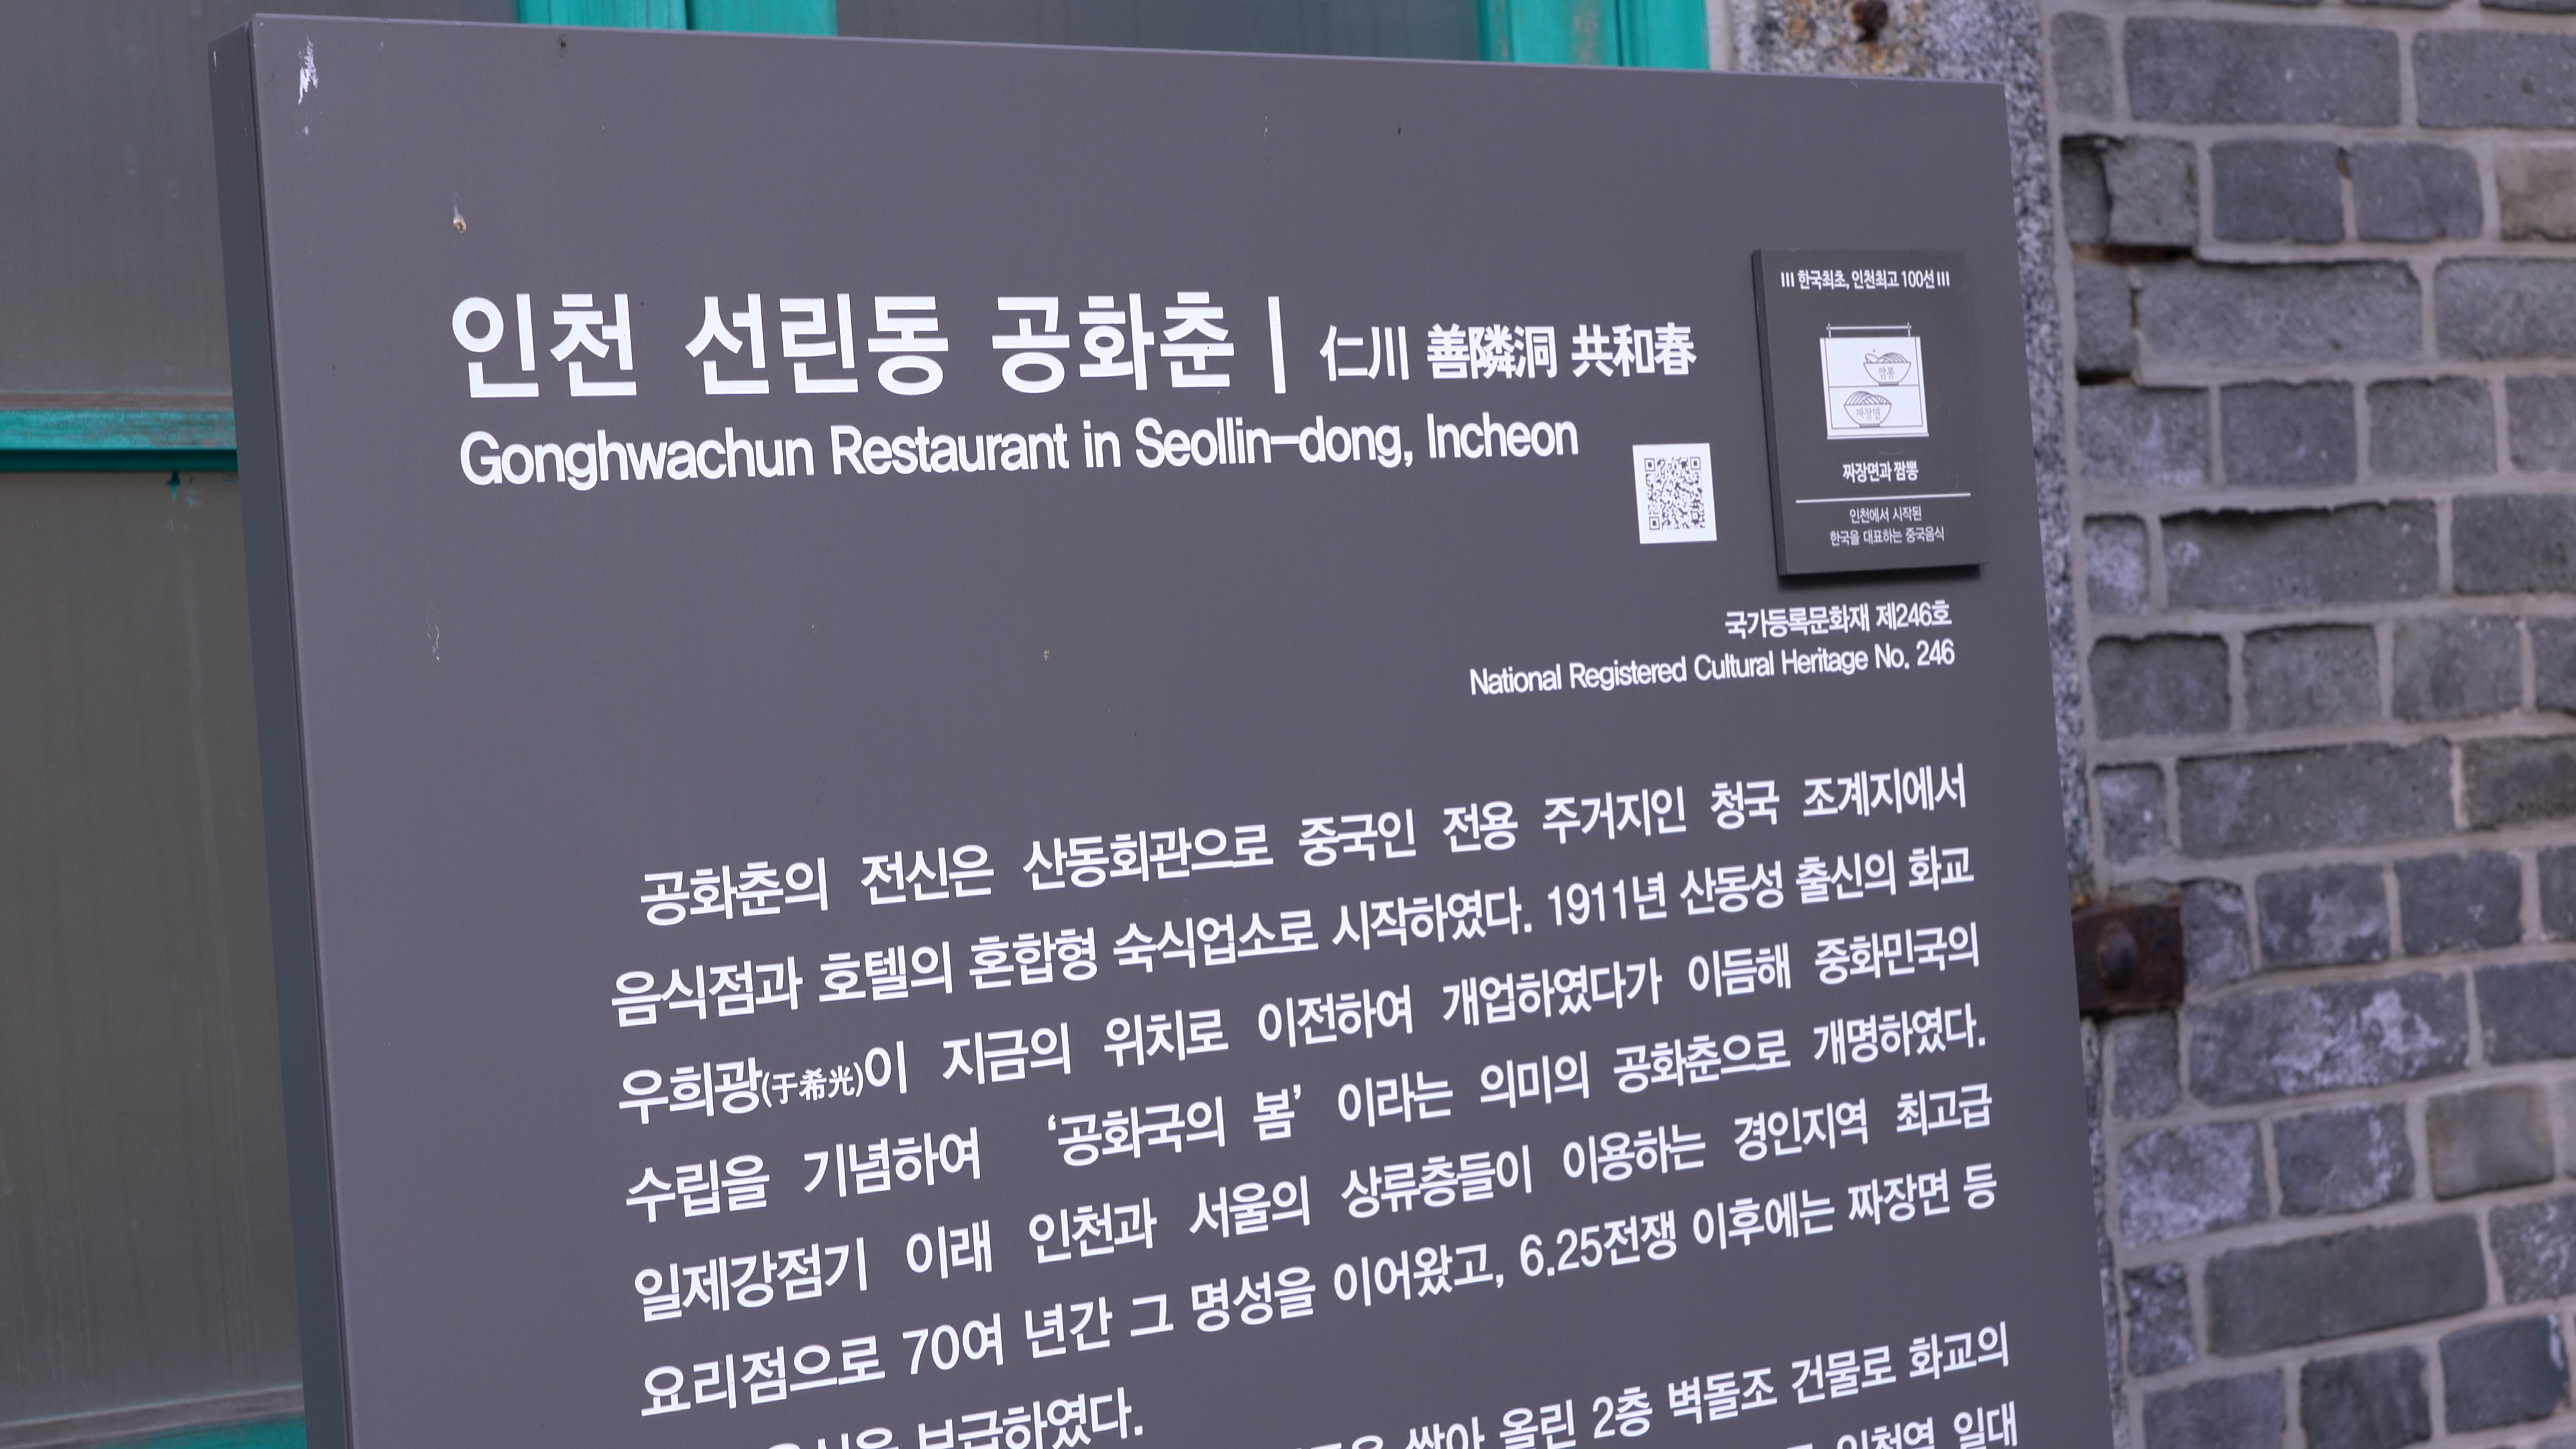 인천 선린동 공화춘 | 仁川 善隣洞 共和春
Gonghwachun Restaurant in Seollin-dong, Incheon
한국최초, 인천최고 100선
짬뽕
짜장면
짜장면과 짬뽕
인천에서 시작된
한국을 대표하는 중국음식
국가등록문화재 제246호
National Registered Cultural Heritage No. 246
공화춘의 전신은 산동회관으로 중국인 전용 주거지인 청국 조계지에서
음식점과 호텔의 혼합형 숙식업소로 시작하였다. 1911년 산동성 출신의 화교
우희광(于希光)이 지금의 위치로 이전하여 개업하였다가 이듬해 중화민국의
수립을 기념하여 ‘공화국의 봄’ 이라는 의미의 공화춘으로 개명하였다.
일제강점기 이래 인천과 서울의 상류층들이 이용하는 경인지역 최고급
요리점으로 70여 년간 그 명성을 이어왔고, 6.25전쟁 이후에는 짜장면 등
보급하였다.
쌓아 올린 2층 벽돌조 건물로 화교의
인천역 일대